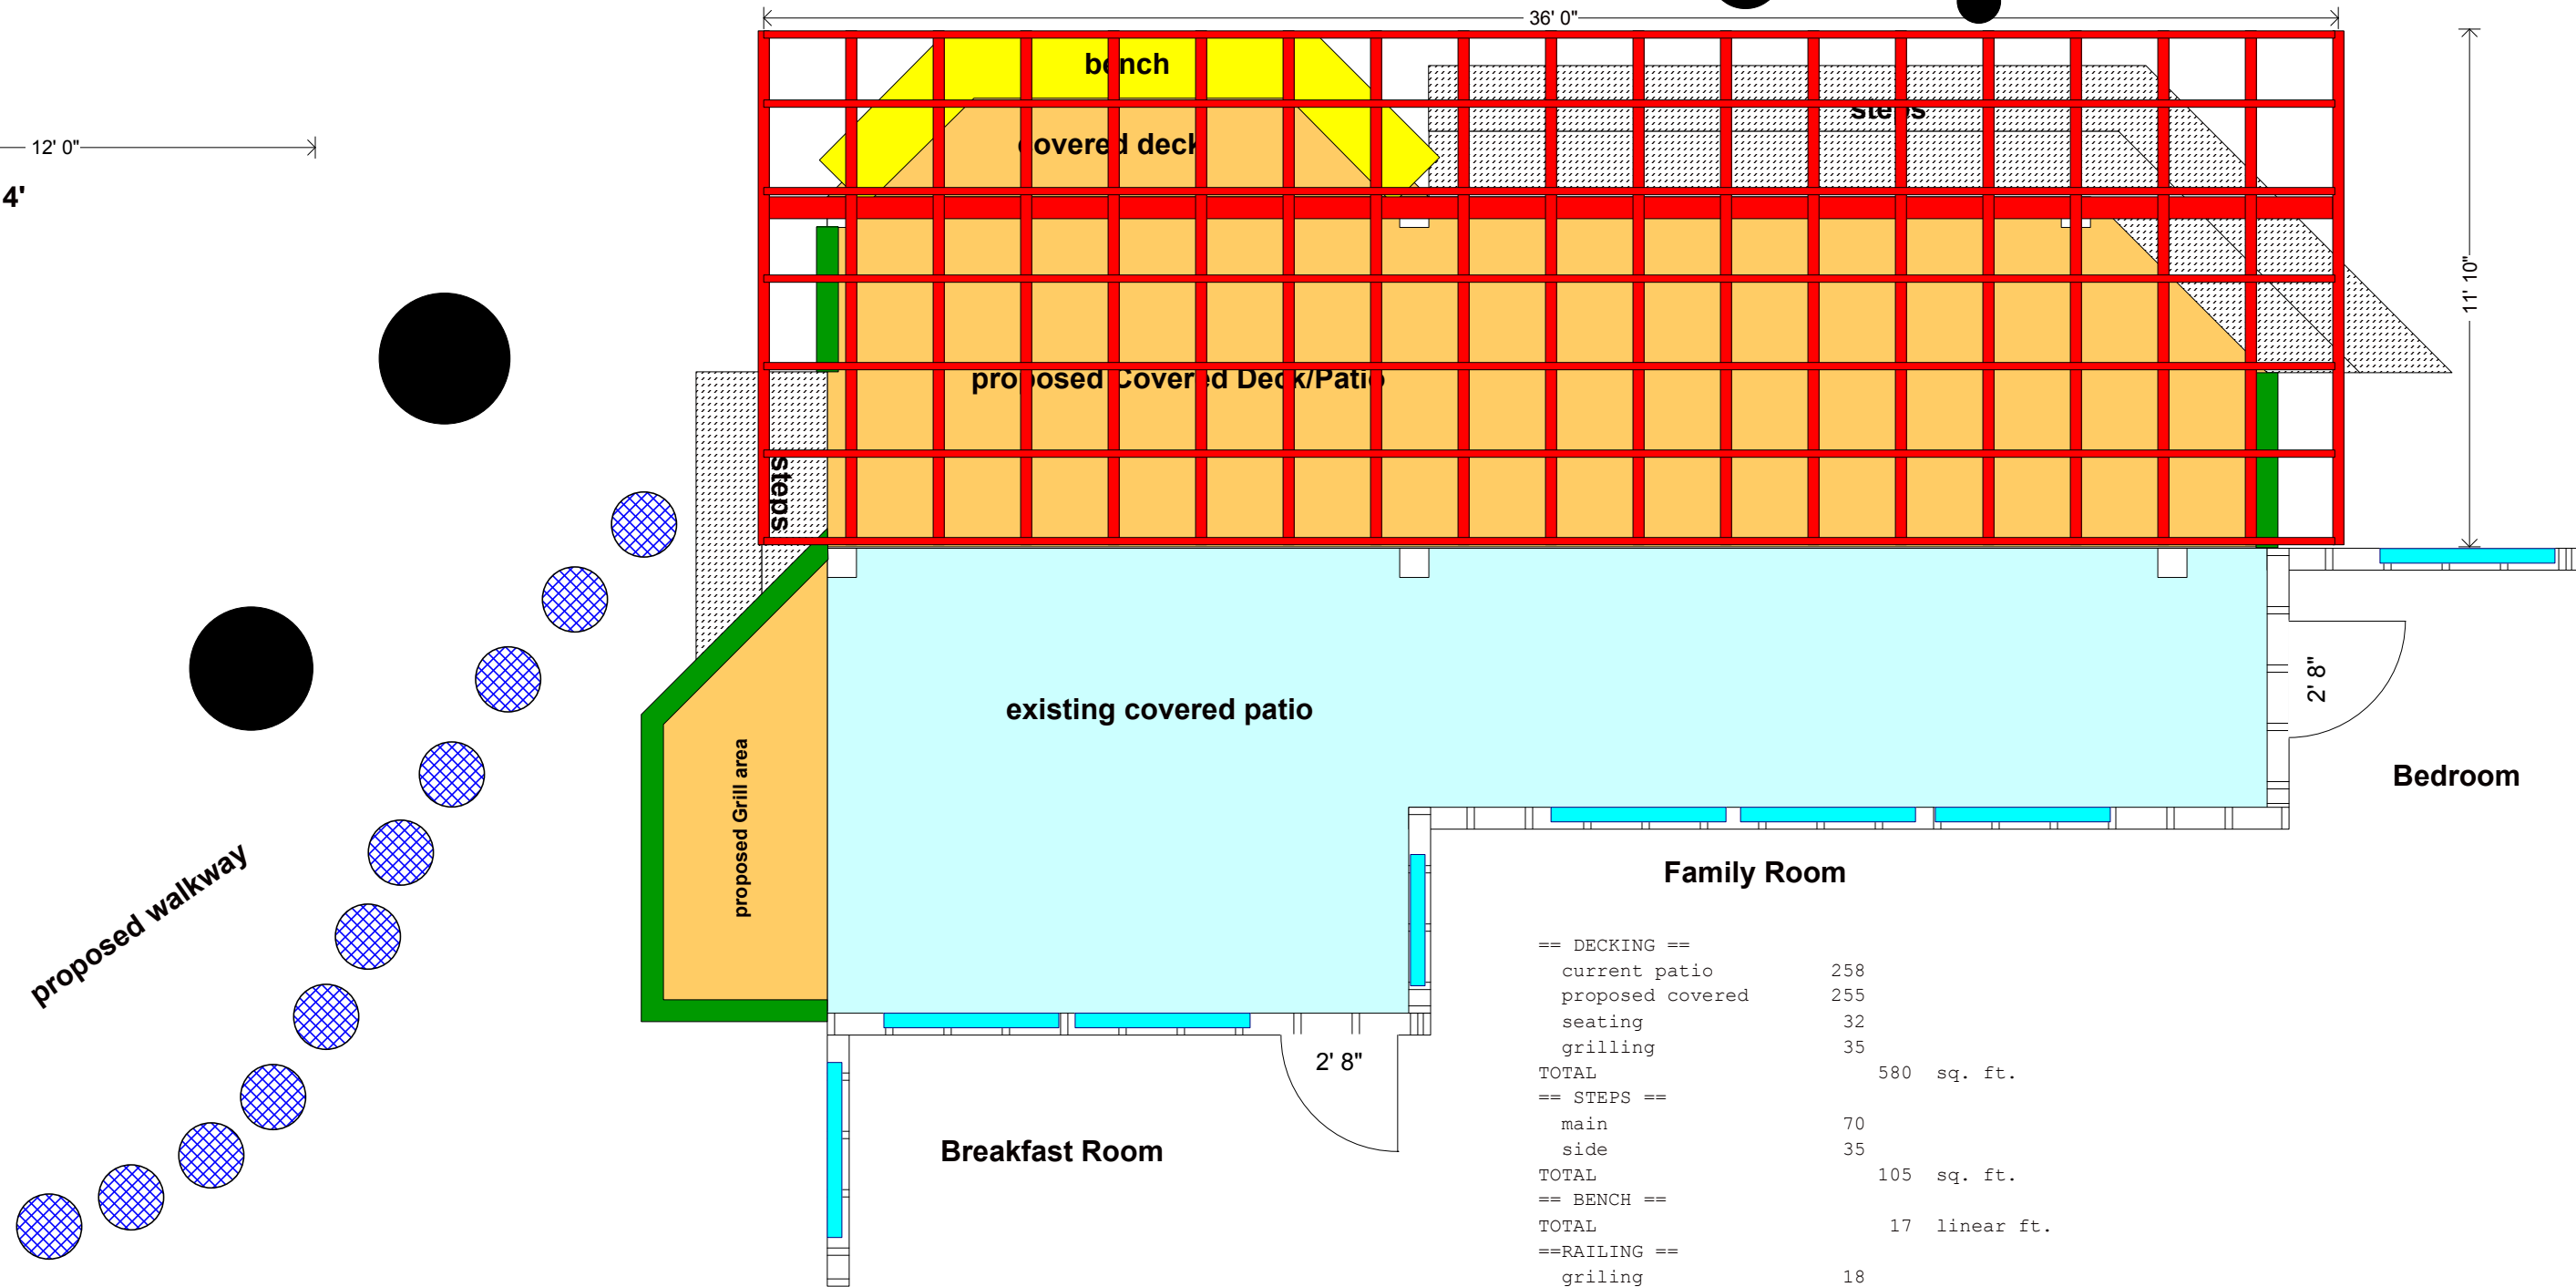 36' 0"
bench
steps
12' 0"
covered deck
4'
11' 10"
proposed Covered Deck/Patio
steps
2' 8"
existing covered patio
Bedroom
proposed Grill area
Family Room
proposed walkway
== DECKING ==
current patio 258
proposed covered 255
seating 32
grilling 35
TOTAL 580 sq. ft.
2' 8"
== STEPS ==
main 70
side 35
Breakfast Room
TOTAL 105 sq. ft.
== BENCH ==
TOTAL 17 linear ft.
==RAILING ==
griling 18